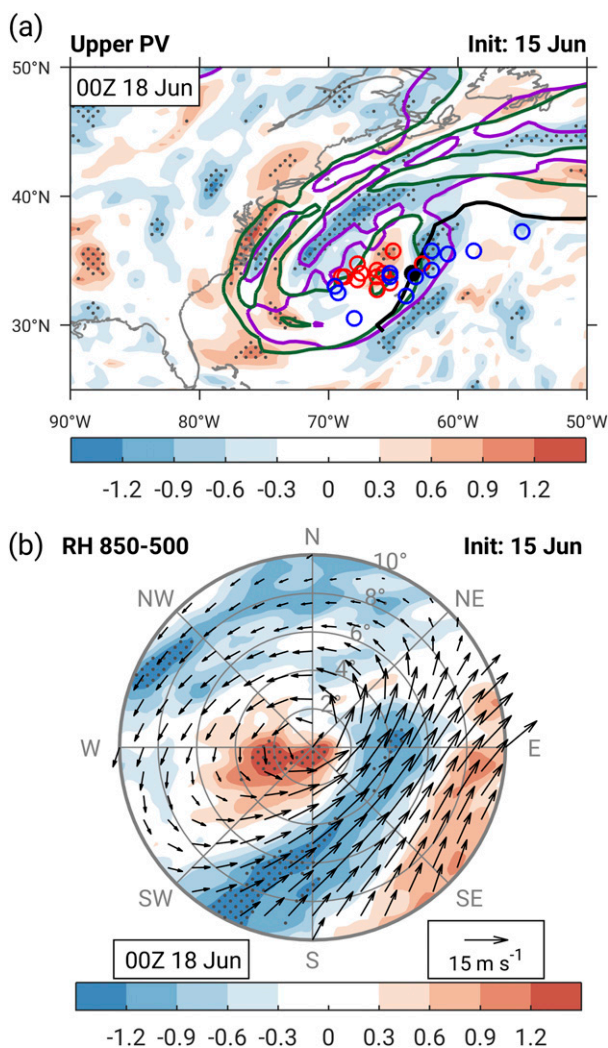 (a)
Upper PV Init: 15 Jun
50°N
00Z 18 Jun
40°N
30°N
90°W 80°W 70°W 60°W 50°W
-1.2 -0.9 -0.6 -0.3 0 0.3 0.6 0.9 1.2
(b) RH 850-500 Init: 15 Jun
N
10°
NW 8° NE
6°
4°
2°
W E
SW SE
S
00Z 18 Jun
15 m s⁻¹
-1.2 -0.9 -0.6 -0.3 0 0.3 0.6 0.9 1.2